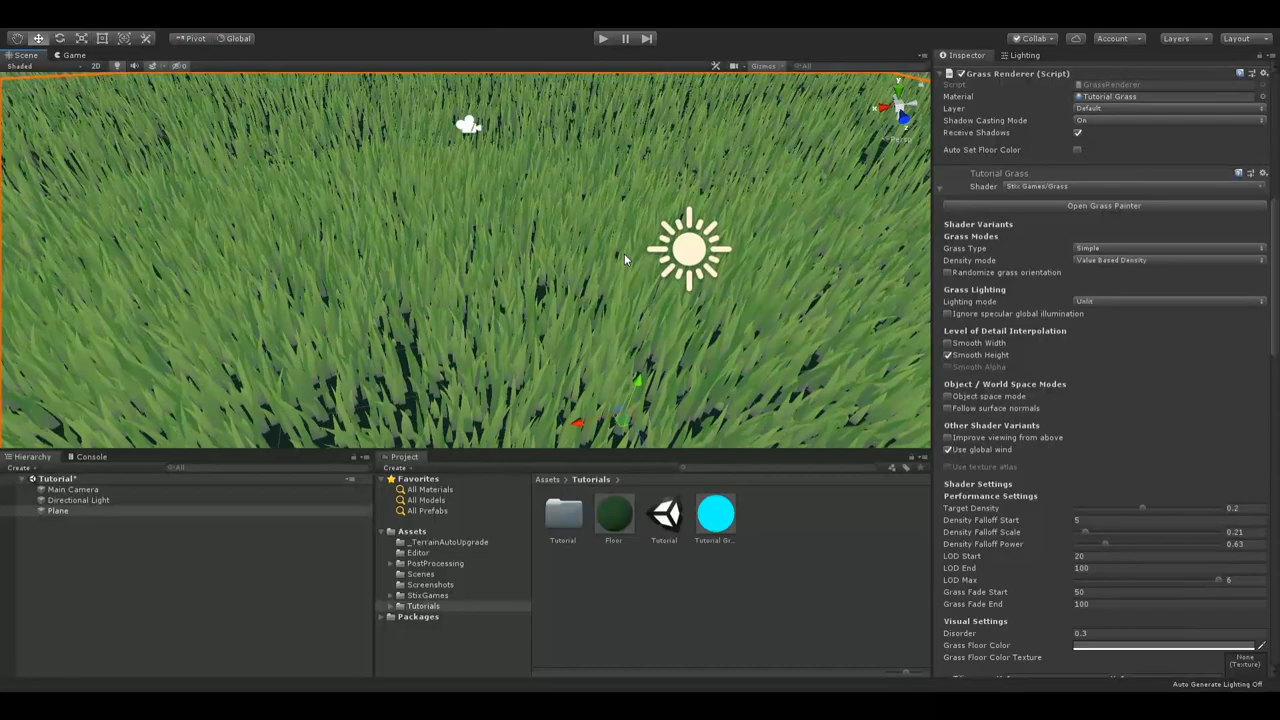 Pivot Global Collab Account Layers Layout
Scene Game
Shaded 2D Gizmos All
y
x
z
Persp
Inspector Lighting
Grass Renderer (Script)
Script GrassRenderer
Material Tutorial Grass
Layer Default
Shadow Casting Mode On
Receive Shadows
Auto Set Floor Color
Tutorial Grass
Shader Stix Games/Grass
Open Grass Painter
Shader Variants
Grass Modes
Grass Type Simple
Density mode Value Based Density
Randomize grass orientation
Grass Lighting
Lighting mode Unlit
Ignore specular global illumination
Level of Detail Interpolation
Smooth Width
Smooth Height
Smooth Alpha
Object / World Space Modes
Object space mode
Follow surface normals
Other Shader Variants
Improve viewing from above
Use global wind
Use texture atlas
Shader Settings
Performance Settings
Target Density 0.2
Density Falloff Start 5
Density Falloff Scale 0.21
Density Falloff Power 0.63
LOD Start 20
LOD End 100
LOD Max 6
Grass Fade Start 50
Grass Fade End 100
Visual Settings
Disorder 0.3
Grass Floor Color
Grass Floor Color Texture None
(Texture)
Hierarchy Console
Create All
Tutorial*
Main Camera
Directional Light
Plane
Project
Create
Favorites
All Materials
All Models
All Prefabs
Assets
_TerrainAutoUpgrade
Editor
PostProcessing
Scenes
Screenshots
StixGames
Tutorials
Packages
Assets Tutorials
Tutorial Floor Tutorial Tutorial Gr...
Auto Generate Lighting Off